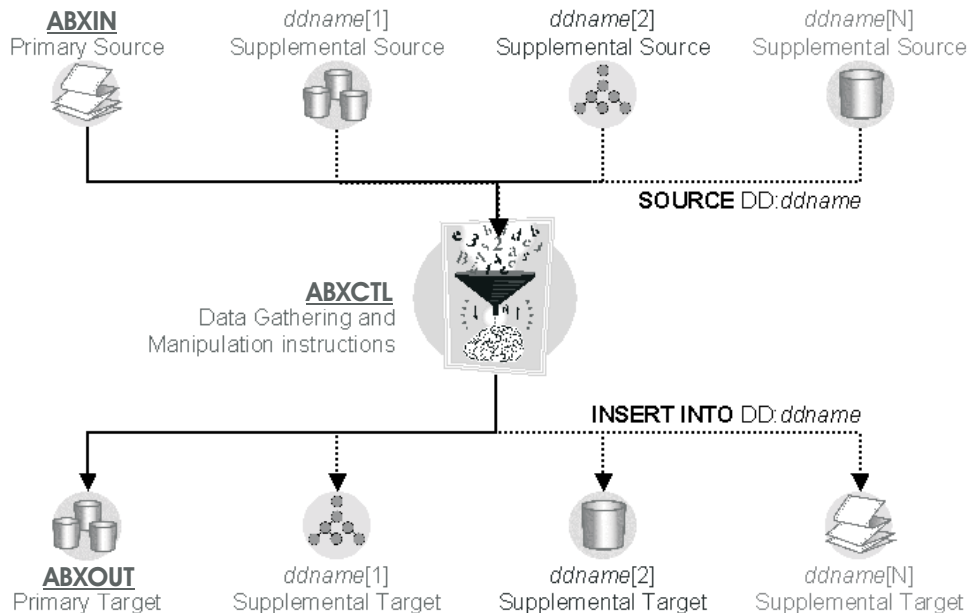 ABXIN
Primary Source
ddname[1]
Supplemental Source
ddname[2]
Supplemental Source
ddname[N]
Supplemental Source
SOURCE DD:ddname
ABXCTL
Data Gathering and
Manipulation instructions
INSERT INTO DD:ddname
ABXOUT
Primary Target
ddname[1]
Supplemental Target
ddname[2]
Supplemental Target
ddname[N]
Supplemental Target